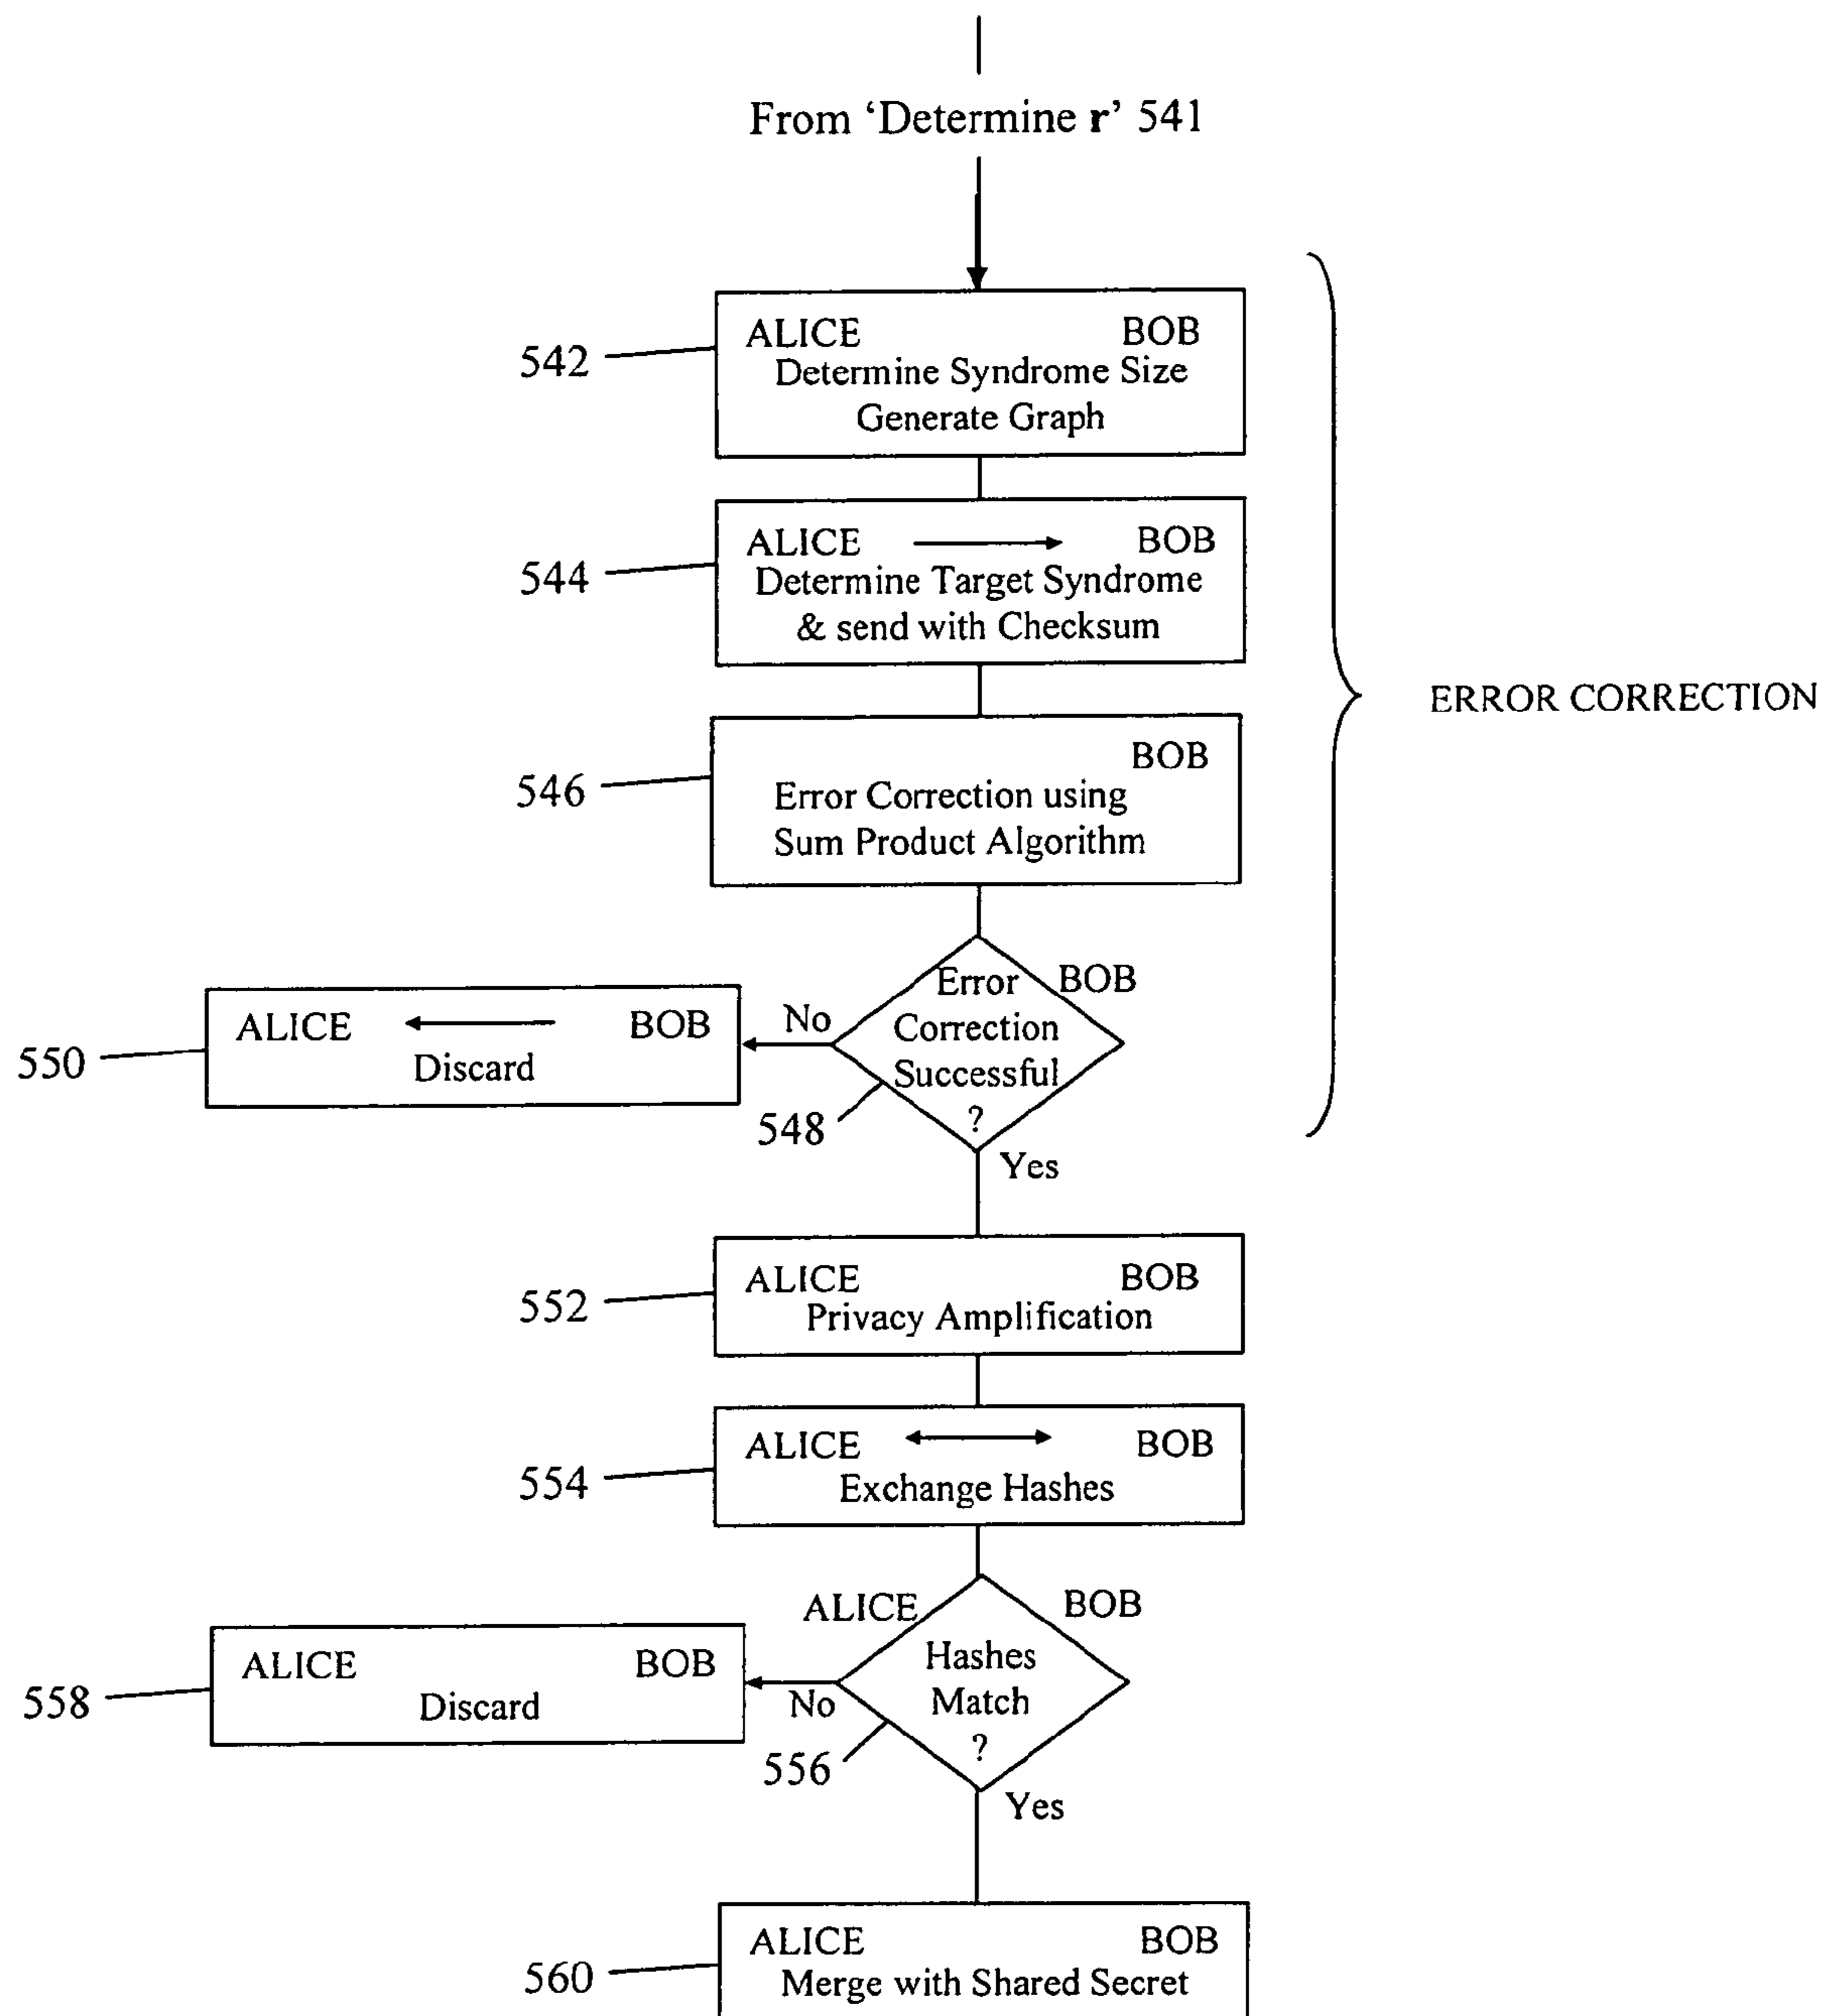 From ‘Determine r’ 541
ALICE BOB
542
Determine Syndrome Size
Generate Graph
ALICE BOB
544
Determine Target Syndrome
& send with Checksum
ERROR CORRECTION
BOB
546
Error Correction using
Sum Product Algorithm
Error BOB
Correction
Successful
?
No
548
Yes
ALICE BOB
550
Discard
ALICE BOB
552
Privacy Amplification
ALICE BOB
554
Exchange Hashes
ALICE BOB
Hashes
Match
?
No
556
Yes
ALICE BOB
558
Discard
ALICE BOB
560
Merge with Shared Secret